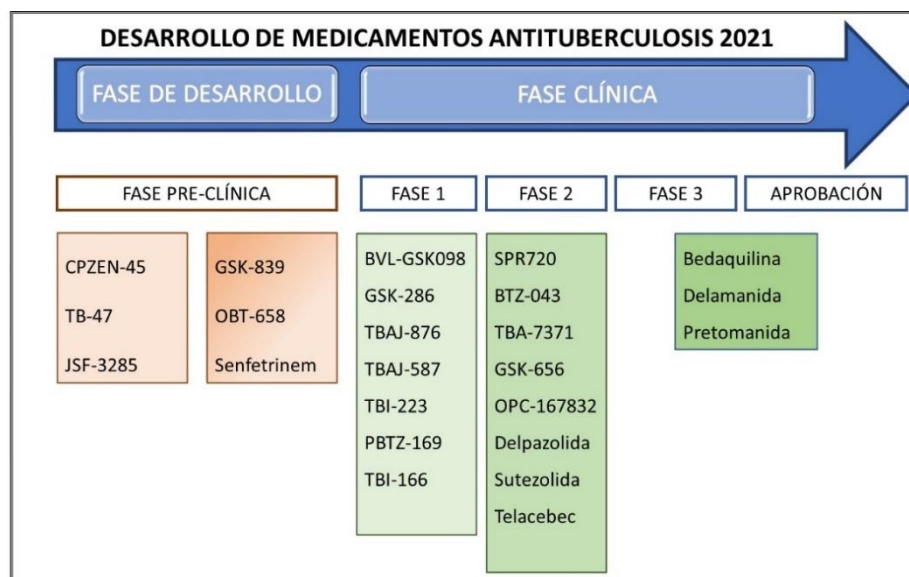 DESARROLLO DE MEDICAMENTOS ANTITUBERCULOSIS 2021
FASE DE DESARROLLO
FASE CLÍNICA
FASE PRE-CLÍNICA
FASE 1
FASE 2
FASE 3
APROBACIÓN
CPZEN-45
TB-47
JSF-3285
GSK-839
OBT-658
Senfetrinem
BVL-GSK098
GSK-286
TBAJ-876
TBAJ-587
TBI-223
PBTZ-169
TBI-166
SPR720
BTZ-043
TBA-7371
GSK-656
OPC-167832
Delpazolida
Sutezolida
Telacebec
Bedaquilina
Delamanida
Pretomanida